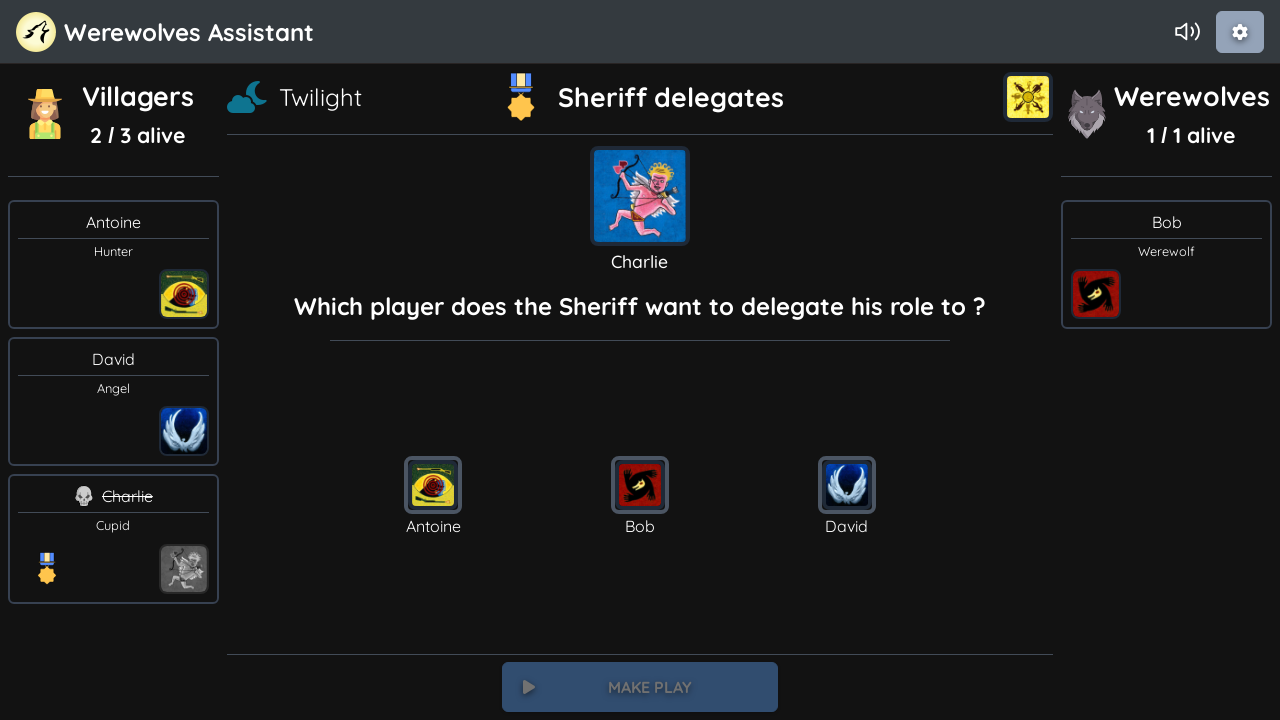 Werewolves Assistant
Villagers
2 / 3 alive
Antoine
Hunter
David
Angel
Charlie
Cupid
Twilight
Sheriff delegates
Charlie
Which player does the Sheriff want to delegate his role to ?
Antoine
Bob
David
MAKE PLAY
Werewolves
1 / 1 alive
Bob
Werewolf